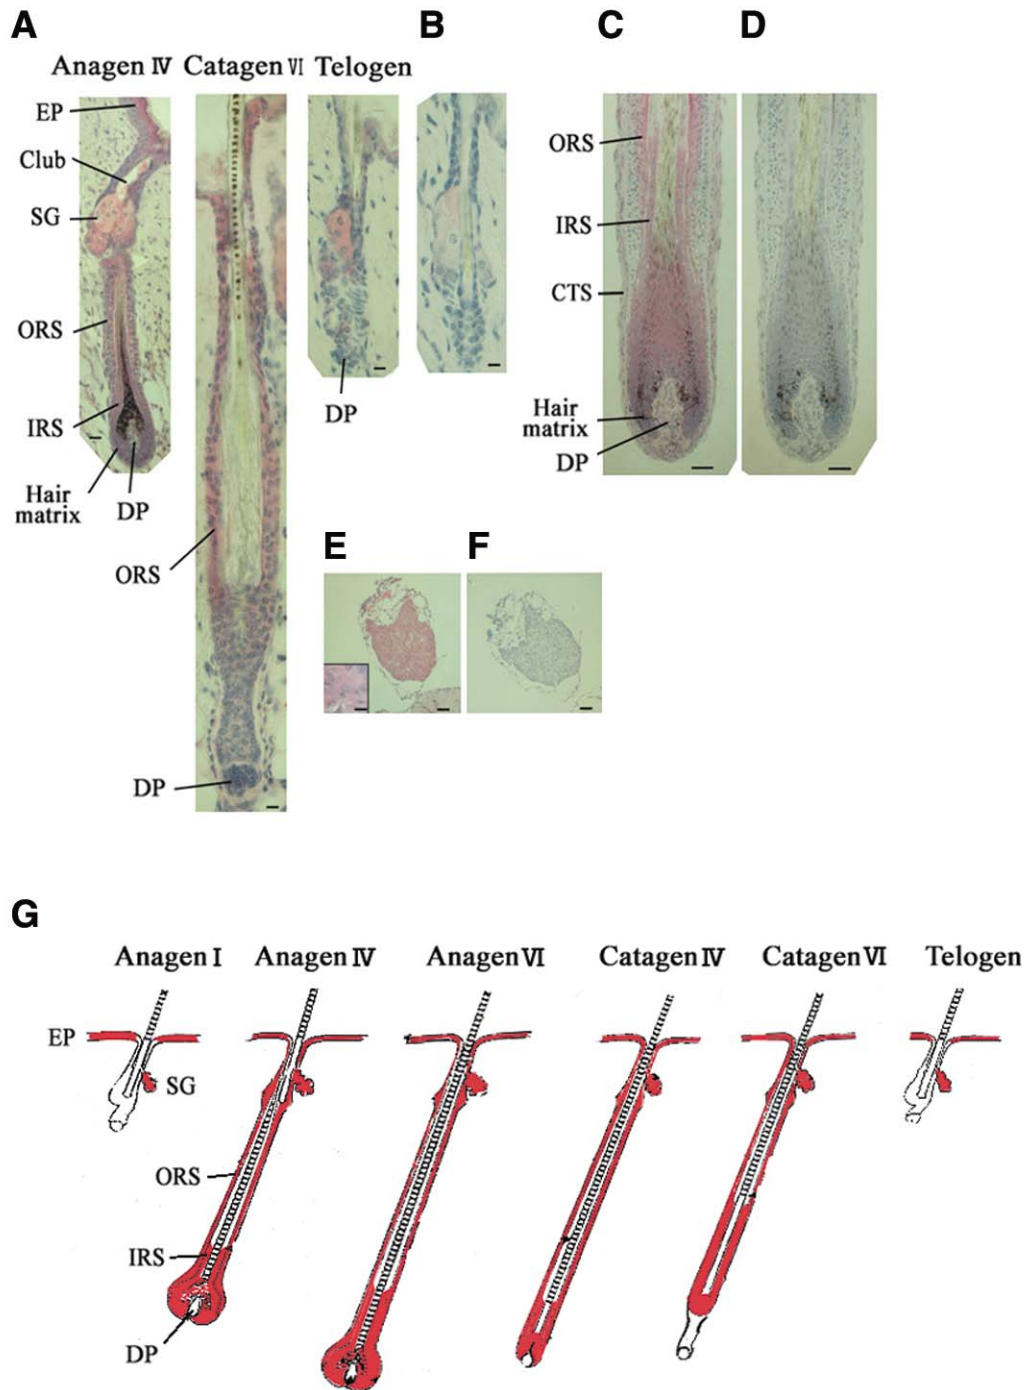 A
B
C
D
Anagen Ⅳ Catagen Ⅵ Telogen
EP
Club
SG
ORS
IRS
Hair
matrix
DP
ORS
DP
DP
ORS
IRS
CTS
Hair
matrix
DP
E
F
G
Anagen Ⅰ Anagen Ⅳ Anagen Ⅵ Catagen Ⅳ Catagen Ⅵ Telogen
EP
SG
ORS
IRS
DP